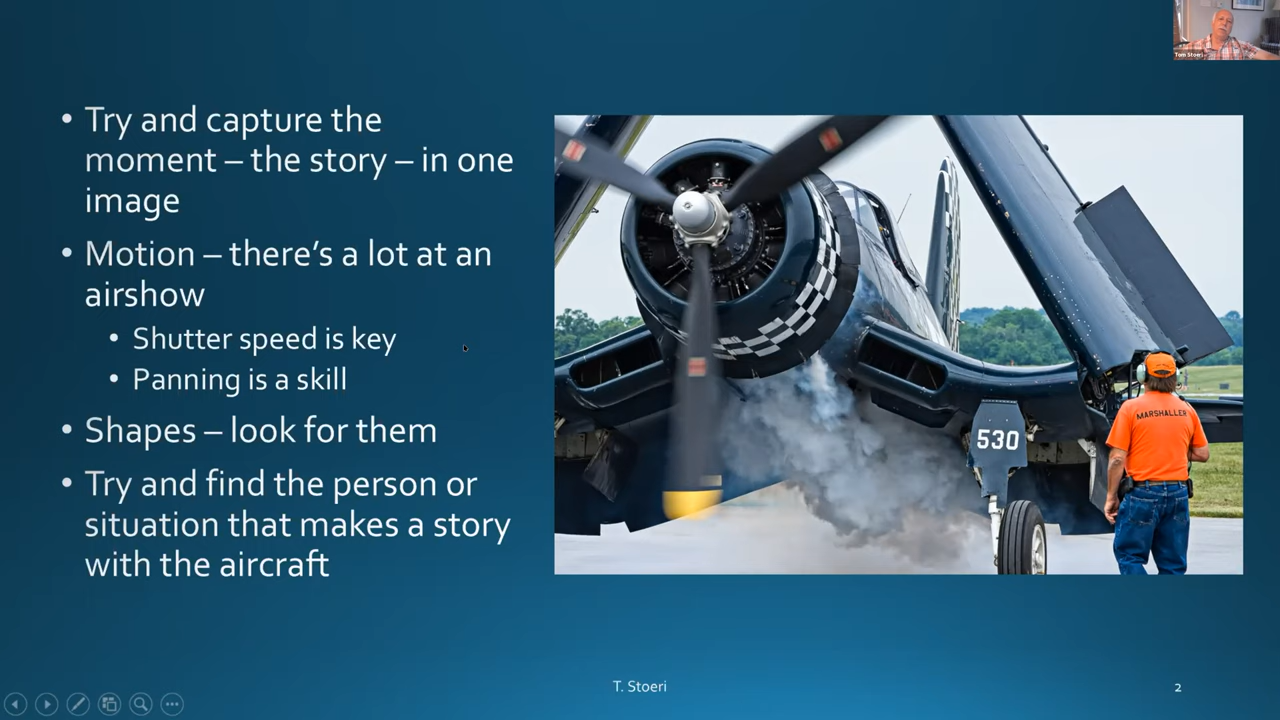 Tom Stoeri
• Try and capture the
moment – the story – in one
image
• Motion – there's a lot at an
airshow
• Shutter speed is key
• Panning is a skill
• Shapes – look for them
• Try and find the person or
situation that makes a story
with the aircraft
MARSHALLER
530
T. Stoeri
2